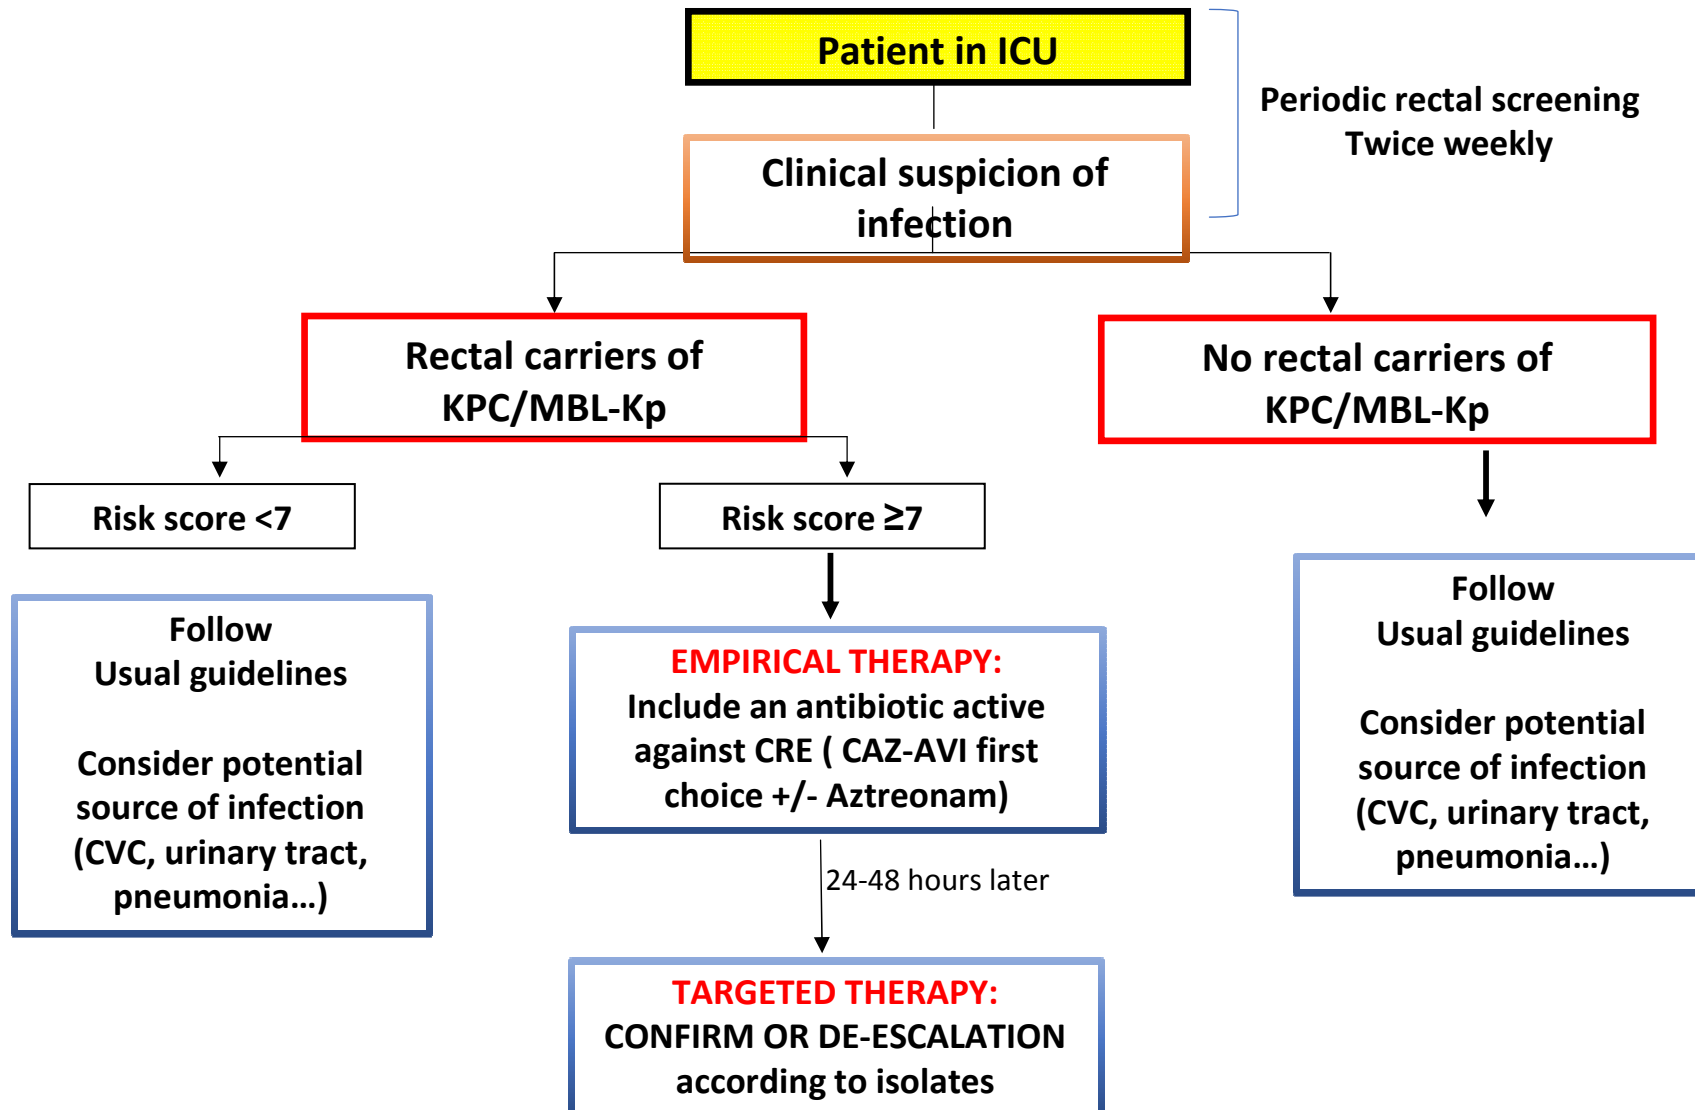 Patient in ICU
Periodic rectal screening
Twice weekly
Clinical suspicion of
infection
Rectal carriers of
KPC/MBL-Kp
No rectal carriers of
KPC/MBL-Kp
Risk score <7
Risk score ≥7
Follow
Usual guidelines
Consider potential
source of infection
(CVC, urinary tract,
pneumonia...)
EMPIRICAL THERAPY:
Include an antibiotic active
against CRE ( CAZ-AVI first
choice +/- Aztreonam)
Follow
Usual guidelines
Consider potential
source of infection
(CVC, urinary tract,
pneumonia...)
24-48 hours later
TARGETED THERAPY:
CONFIRM OR DE-ESCALATION
according to isolates